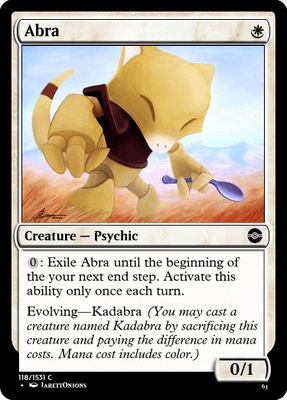 Abra
Creature — Psychic
0: Exile Abra until the beginning of
the your next end step. Activate this
ability only once each turn.
Evolving—Kadabra (You may cast a
creature named Kadabra by sacrificing this
creature and paying the difference in mana
costs. Mana cost includes color.)
0/1
118/1531 C
• JarettOnions
61